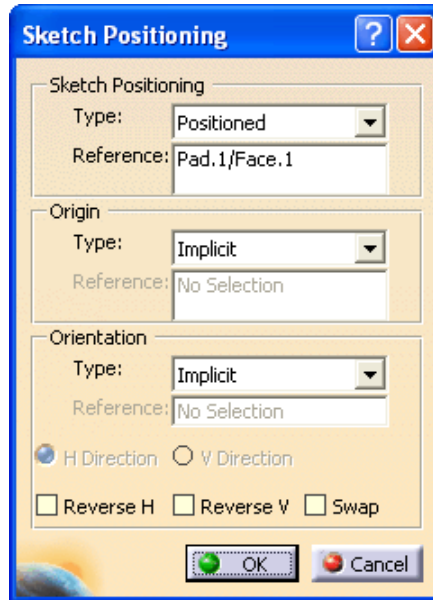 Sketch Positioning
Sketch Positioning
Type: Positioned
Reference: Pad.1/Face.1
Origin
Type: Implicit
Reference: No Selection
Orientation
Type: Implicit
Reference: No Selection
H Direction V Direction
Reverse H Reverse V Swap
OK Cancel